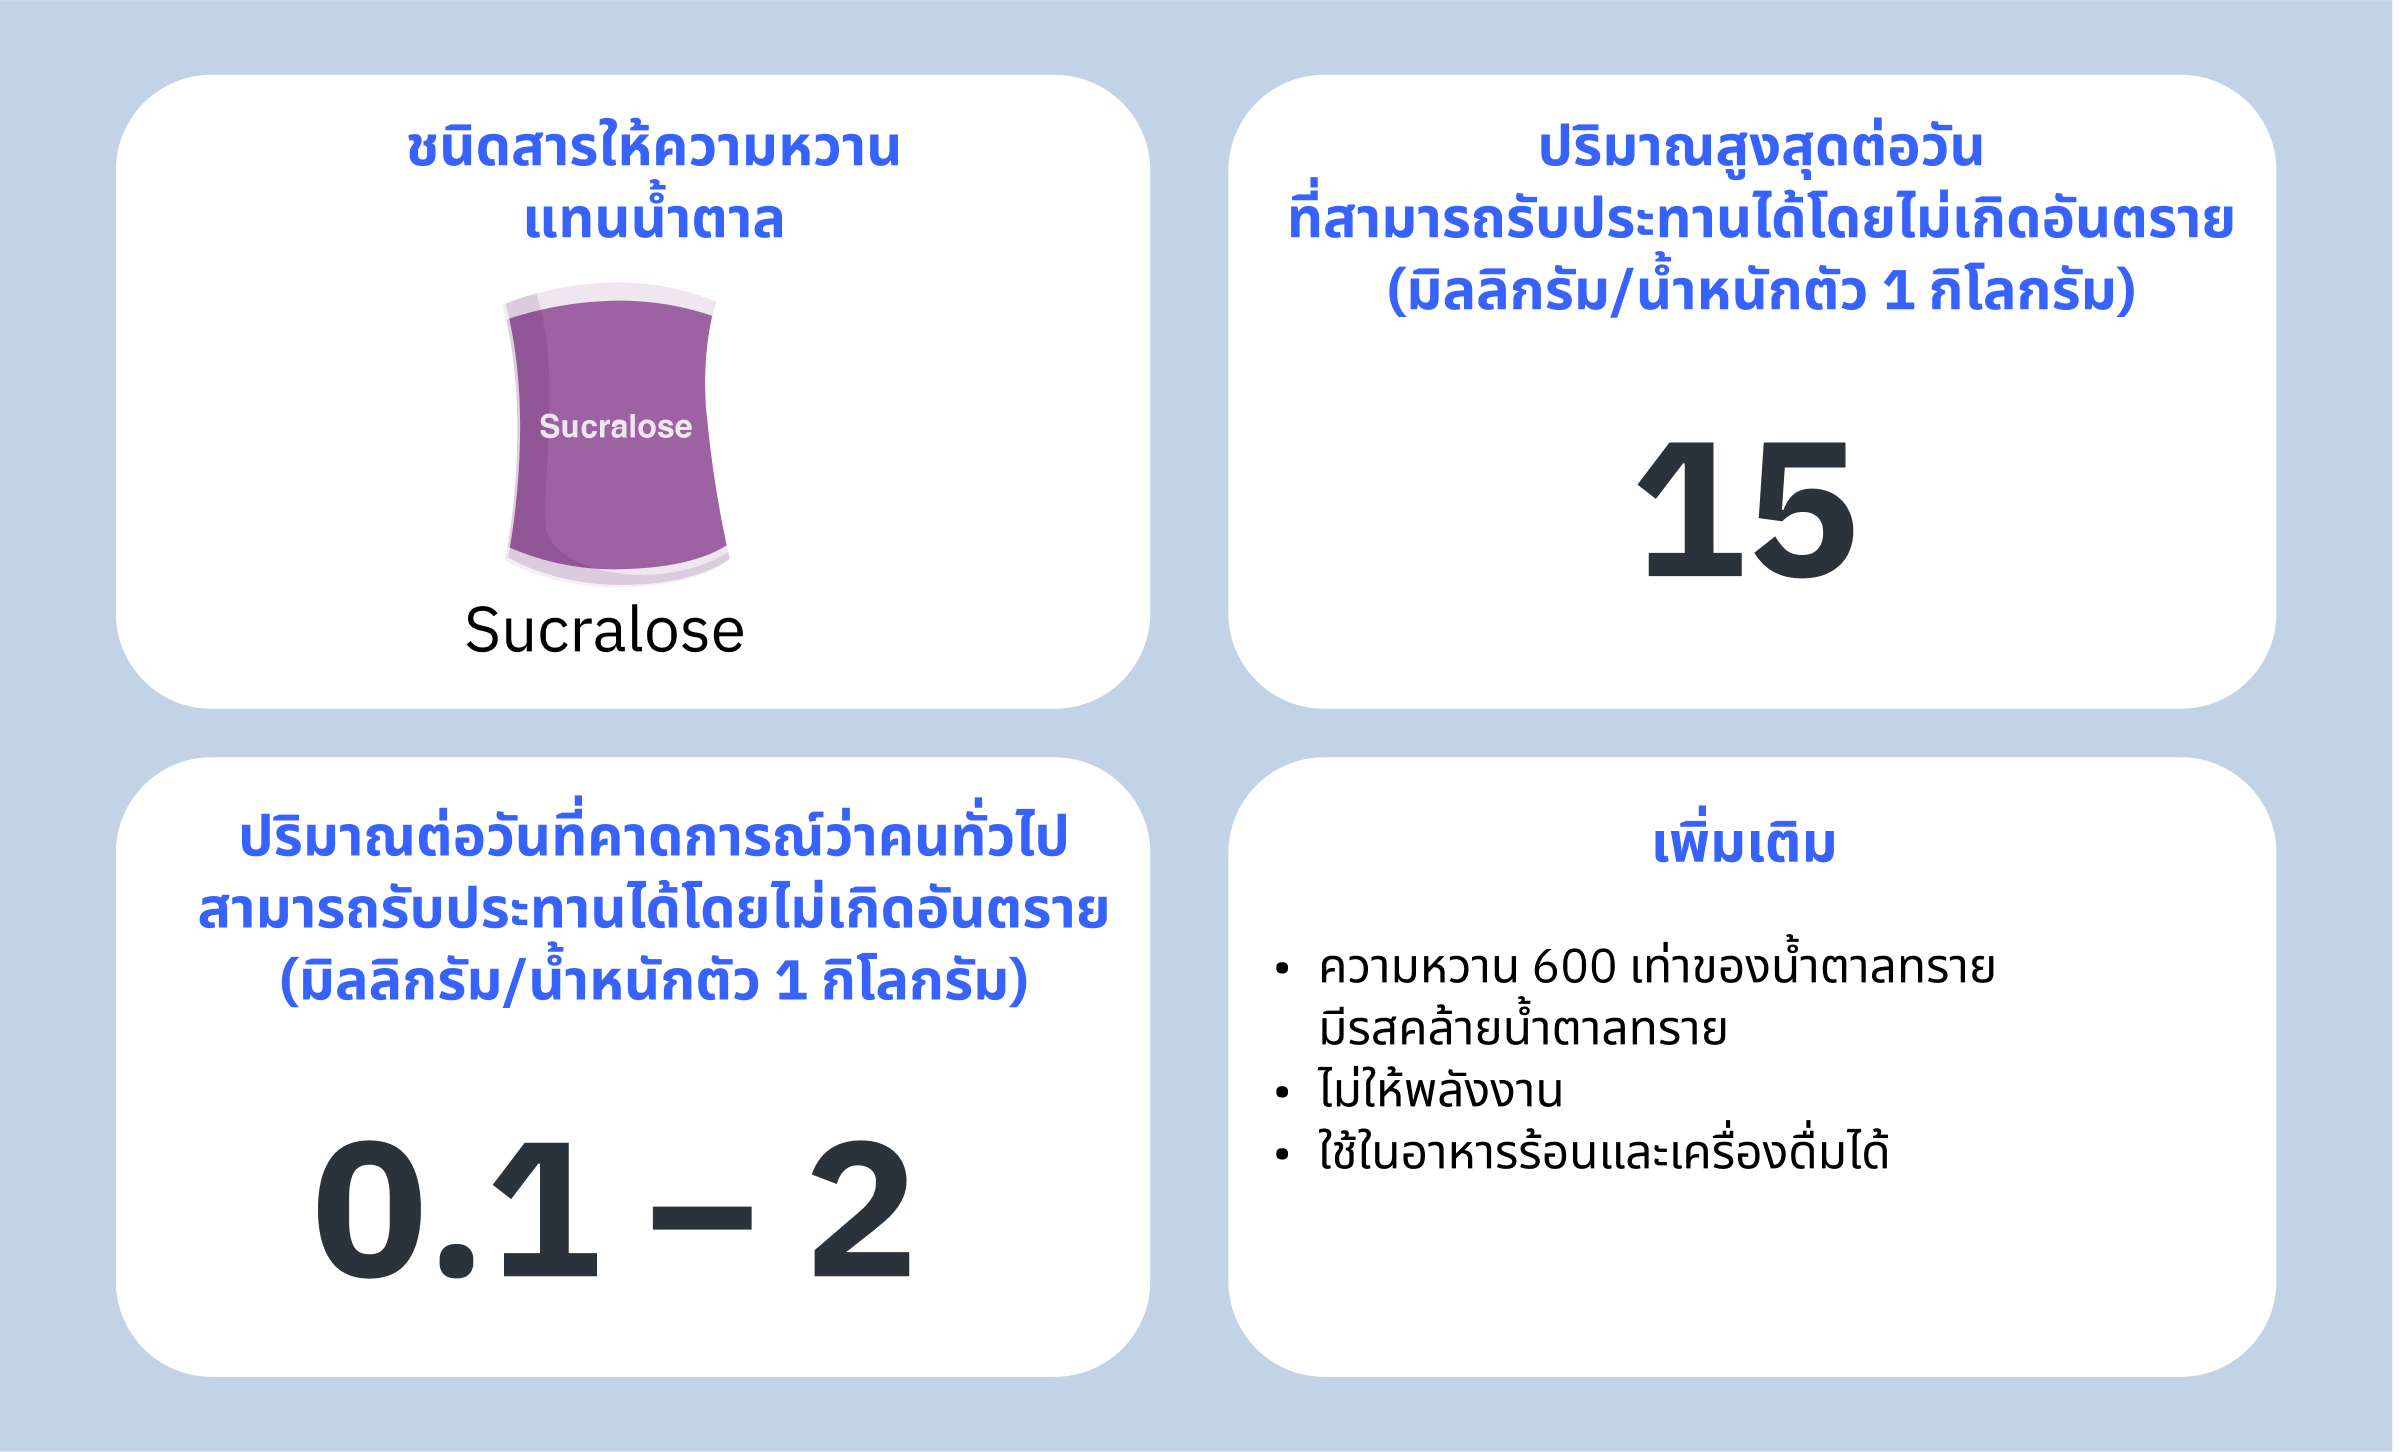 ชนิดสารให้ความหวาน
แทนน้ำตาล
Sucralose
Sucralose
ปริมาณสูงสุดต่อวัน
ที่สามารถรับประทานได้โดยไม่เกิดอันตราย
(มิลลิกรัม/น้ำหนักตัว 1 กิโลกรัม)
15
ปริมาณต่อวันที่คาดการณ์ว่าคนทั่วไป
สามารถรับประทานได้โดยไม่เกิดอันตราย
(มิลลิกรัม/น้ำหนักตัว 1 กิโลกรัม)
0.1 – 2
เพิ่มเติม
• ความหวาน 600 เท่าของน้ำตาลทราย
มีรสคล้ายน้ำตาลทราย
• ไม่ให้พลังงาน
• ใช้ในอาหารร้อนและเครื่องดื่มได้